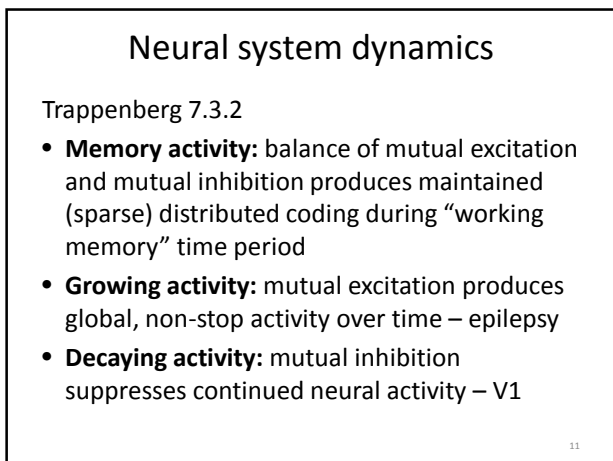 Neural system dynamics
Trappenberg 7.3.2
• Memory activity: balance of mutual excitation
and mutual inhibition produces maintained
(sparse) distributed coding during “working
memory” time period
• Growing activity: mutual excitation produces
global, non-stop activity over time – epilepsy
• Decaying activity: mutual inhibition
suppresses continued neural activity – V1
11